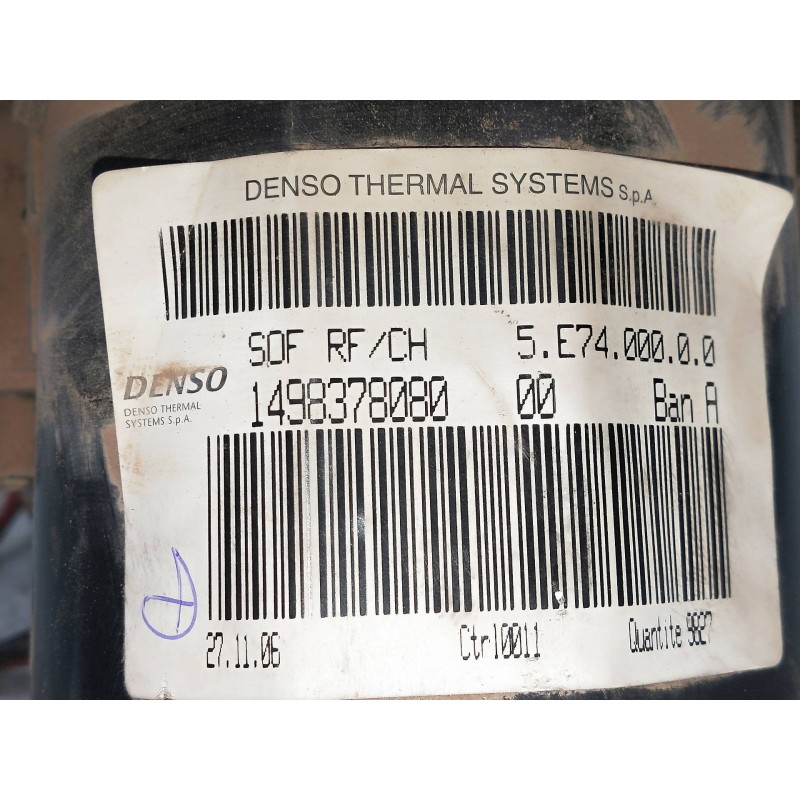 DENSO THERMAL SYSTEMS S.p.A.
SOF RF/CH 5.E74.000.0.0
DENSO 1498378080 00 Ban A
DENSO THERMAL
SYSTEMS S.p.A.
27.11.06 Ctrl0011 Quantite 9827